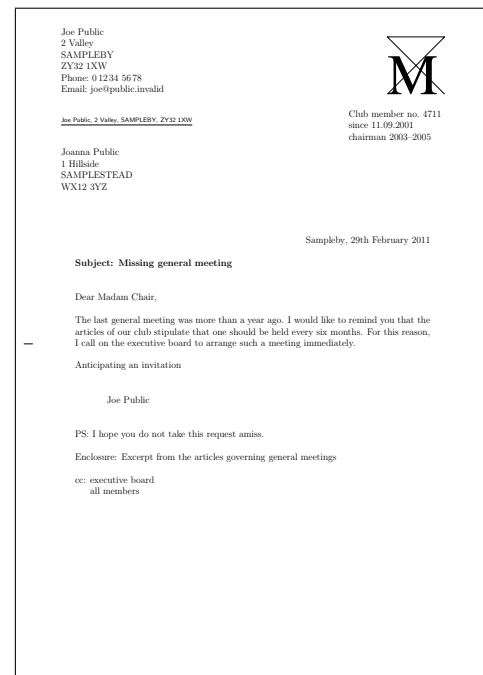 Joe Public
2 Valley
SAMPLEBY
ZY32 1XW
Phone: 0 12 34 56 78
Email: joe@public.invalid
M
Club member no. 4711
since 11.09.2001
chairman 2003–2005
Joe Public, 2 Valley, SAMPLEBY, ZY32 1XW
Joanna Public
1 Hillside
SAMPLESTEAD
WX12 3YZ
Sampleby, 29th February 2011
Subject: Missing general meeting
Dear Madam Chair,
The last general meeting was more than a year ago. I would like to remind you that the
articles of our club stipulate that one should be held every six months. For this reason,
I call on the executive board to arrange such a meeting immediately.
Anticipating an invitation
Joe Public
PS: I hope you do not take this request amiss.
Enclosure: Excerpt from the articles governing general meetings
cc: executive board
all members